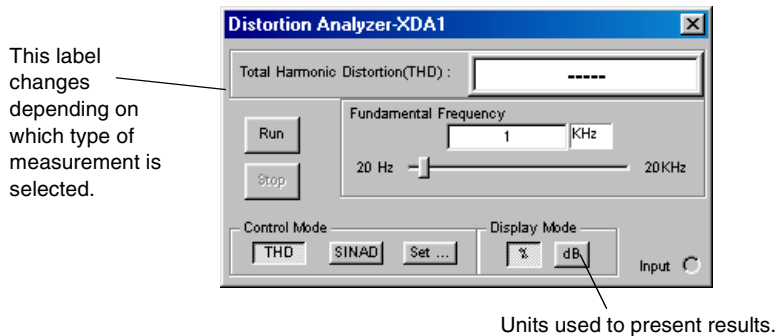 Distortion Analyzer-XDA1
This label
changes
depending on
which type of
measurement is
selected.
Total Harmonic Distortion(THD) :
-----
Run
Stop
Fundamental Frequency
1 KHz
20 Hz 20KHz
Control Mode
THD SINAD Set ...
Display Mode
% dB
Input
Units used to present results.